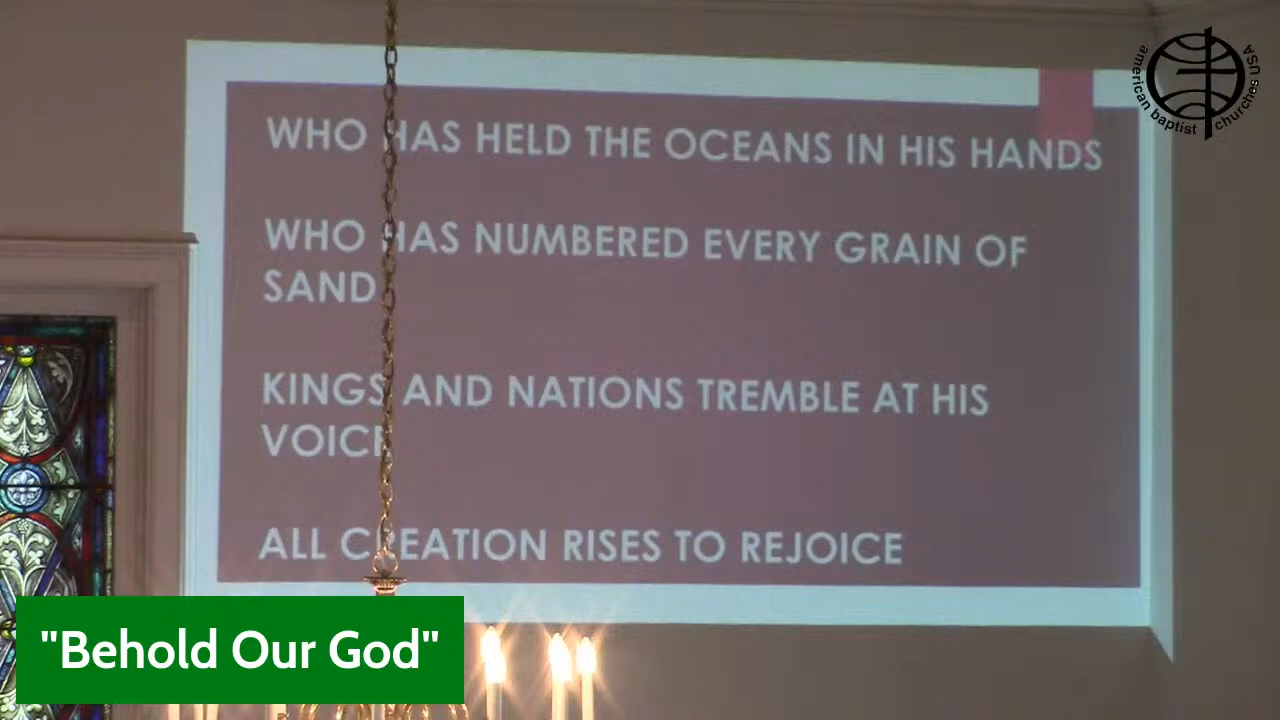 WHO HAS HELD THE OCEANS IN HIS HANDS
WHO HAS NUMBERED EVERY GRAIN OF
SAND
KINGS AND NATIONS TREMBLE AT HIS
VOICE
ALL CREATION RISES TO REJOICE
"Behold Our God"
american baptist churches USA